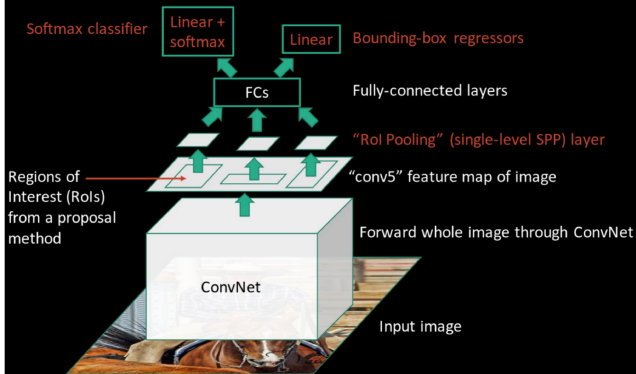 Softmax classifier
Linear +
softmax
Linear
Bounding-box regressors
FCs
Fully-connected layers
"RoI Pooling" (single-level SPP) layer
Regions of
Interest (RoIs)
from a proposal
method
"conv5" feature map of image
Forward whole image through ConvNet
ConvNet
Input image